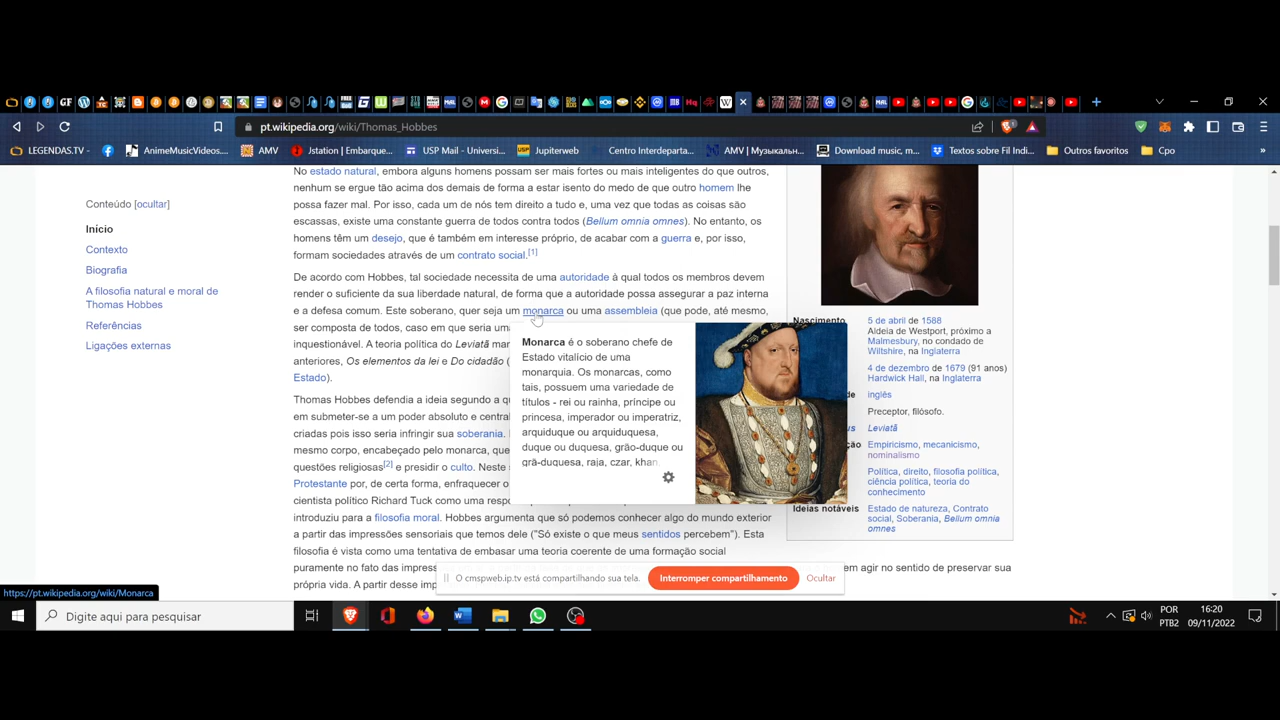 pt.wikipedia.org/wiki/Thomas_Hobbes
1
LEGENDAS.TV -
AnimeMusicVideos....
AMV
Jstation | Embarque...
USP Mail - Universi...
Jupiterweb
Centro Interdeparta...
AMV | Музыкальн...
Download music, m...
Textos sobre Fil Indi...
Outros favoritos
Cpo
»
Conteúdo [ocultar]
Início
Contexto
Biografia
A filosofia natural e moral de
Thomas Hobbes
Referências
Ligações externas
No estado natural, embora alguns homens possam ser mais fortes ou mais inteligentes do que outros,
nenhum se ergue tão acima dos demais de forma a estar isento do medo de que outro homem lhe
possa fazer mal. Por isso, cada um de nós tem direito a tudo e, uma vez que todas as coisas são
escassas, existe uma constante guerra de todos contra todos (Bellum omnia omnes). No entanto, os
homens têm um desejo, que é também em interesse próprio, de acabar com a guerra e, por isso,
formam sociedades através de um contrato social.[1]
De acordo com Hobbes, tal sociedade necessita de uma autoridade à qual todos os membros devem
render o suficiente da sua liberdade natural, de forma que a autoridade possa assegurar a paz interna
e a defesa comum. Este soberano, quer seja um monarca ou uma assembleia (que pode, até mesmo,
ser composta de todos, caso em que seria uma
inquestionável. A teoria política do Leviatã
anteriores, Os elementos da lei e Do cidadão (
Estado).
Thomas Hobbes defendia a ideia segundo a
em submeter-se a um poder absoluto e
criadas pois isso seria infringir sua soberania.
mesmo corpo, encabeçado pelo monarca,
questões religiosas[2] e presidir o culto. Neste
Protestante por, de certa forma, enfraquecer o
cientista político Richard Tuck como uma
introduziu para a filosofia moral. Hobbes argumenta que só podemos conhecer algo do mundo exterior
a partir das impressões sensoriais que temos dele ("Só existe o que meus sentidos percebem"). Esta
filosofia é vista como uma tentativa de embasar uma teoria coerente de uma formação social
puramente no fato das
em agir no sentido de preservar sua
própria vida. A partir desse
Monarca é o soberano chefe de
Estado vitalício de uma
monarquia. Os monarcas, como
tais, possuem uma variedade de
títulos - rei ou rainha, príncipe ou
princesa, imperador ou imperatriz,
arquiduque ou arquiduquesa,
duque ou duquesa, grão-duque ou
grã-duquesa, raja, czar, khan,
Nascimento
5 de abril de 1588
Aldeia de Westport, próximo a
Malmesbury, no condado de
Wiltshire, na Inglaterra
4 de dezembro de 1679 (91 anos)
Hardwick Hall, na Inglaterra
de
inglês
Preceptor, filósofo.
Leviatã
Empiricismo, mecanicismo,
nominalismo
Política, direito, filosofia política,
ciência política, teoria do
conhecimento
Ideias notáveis
Estado de natureza, Contrato
social, Soberania, Bellum omnia
omnes
O cmspweb.ip.tv está compartilhando sua tela.
Interromper compartilhamento
Ocultar
https://pt.wikipedia.org/wiki/Monarca
Digite aqui para pesquisar
POR
PTB2
16:20
09/11/2022